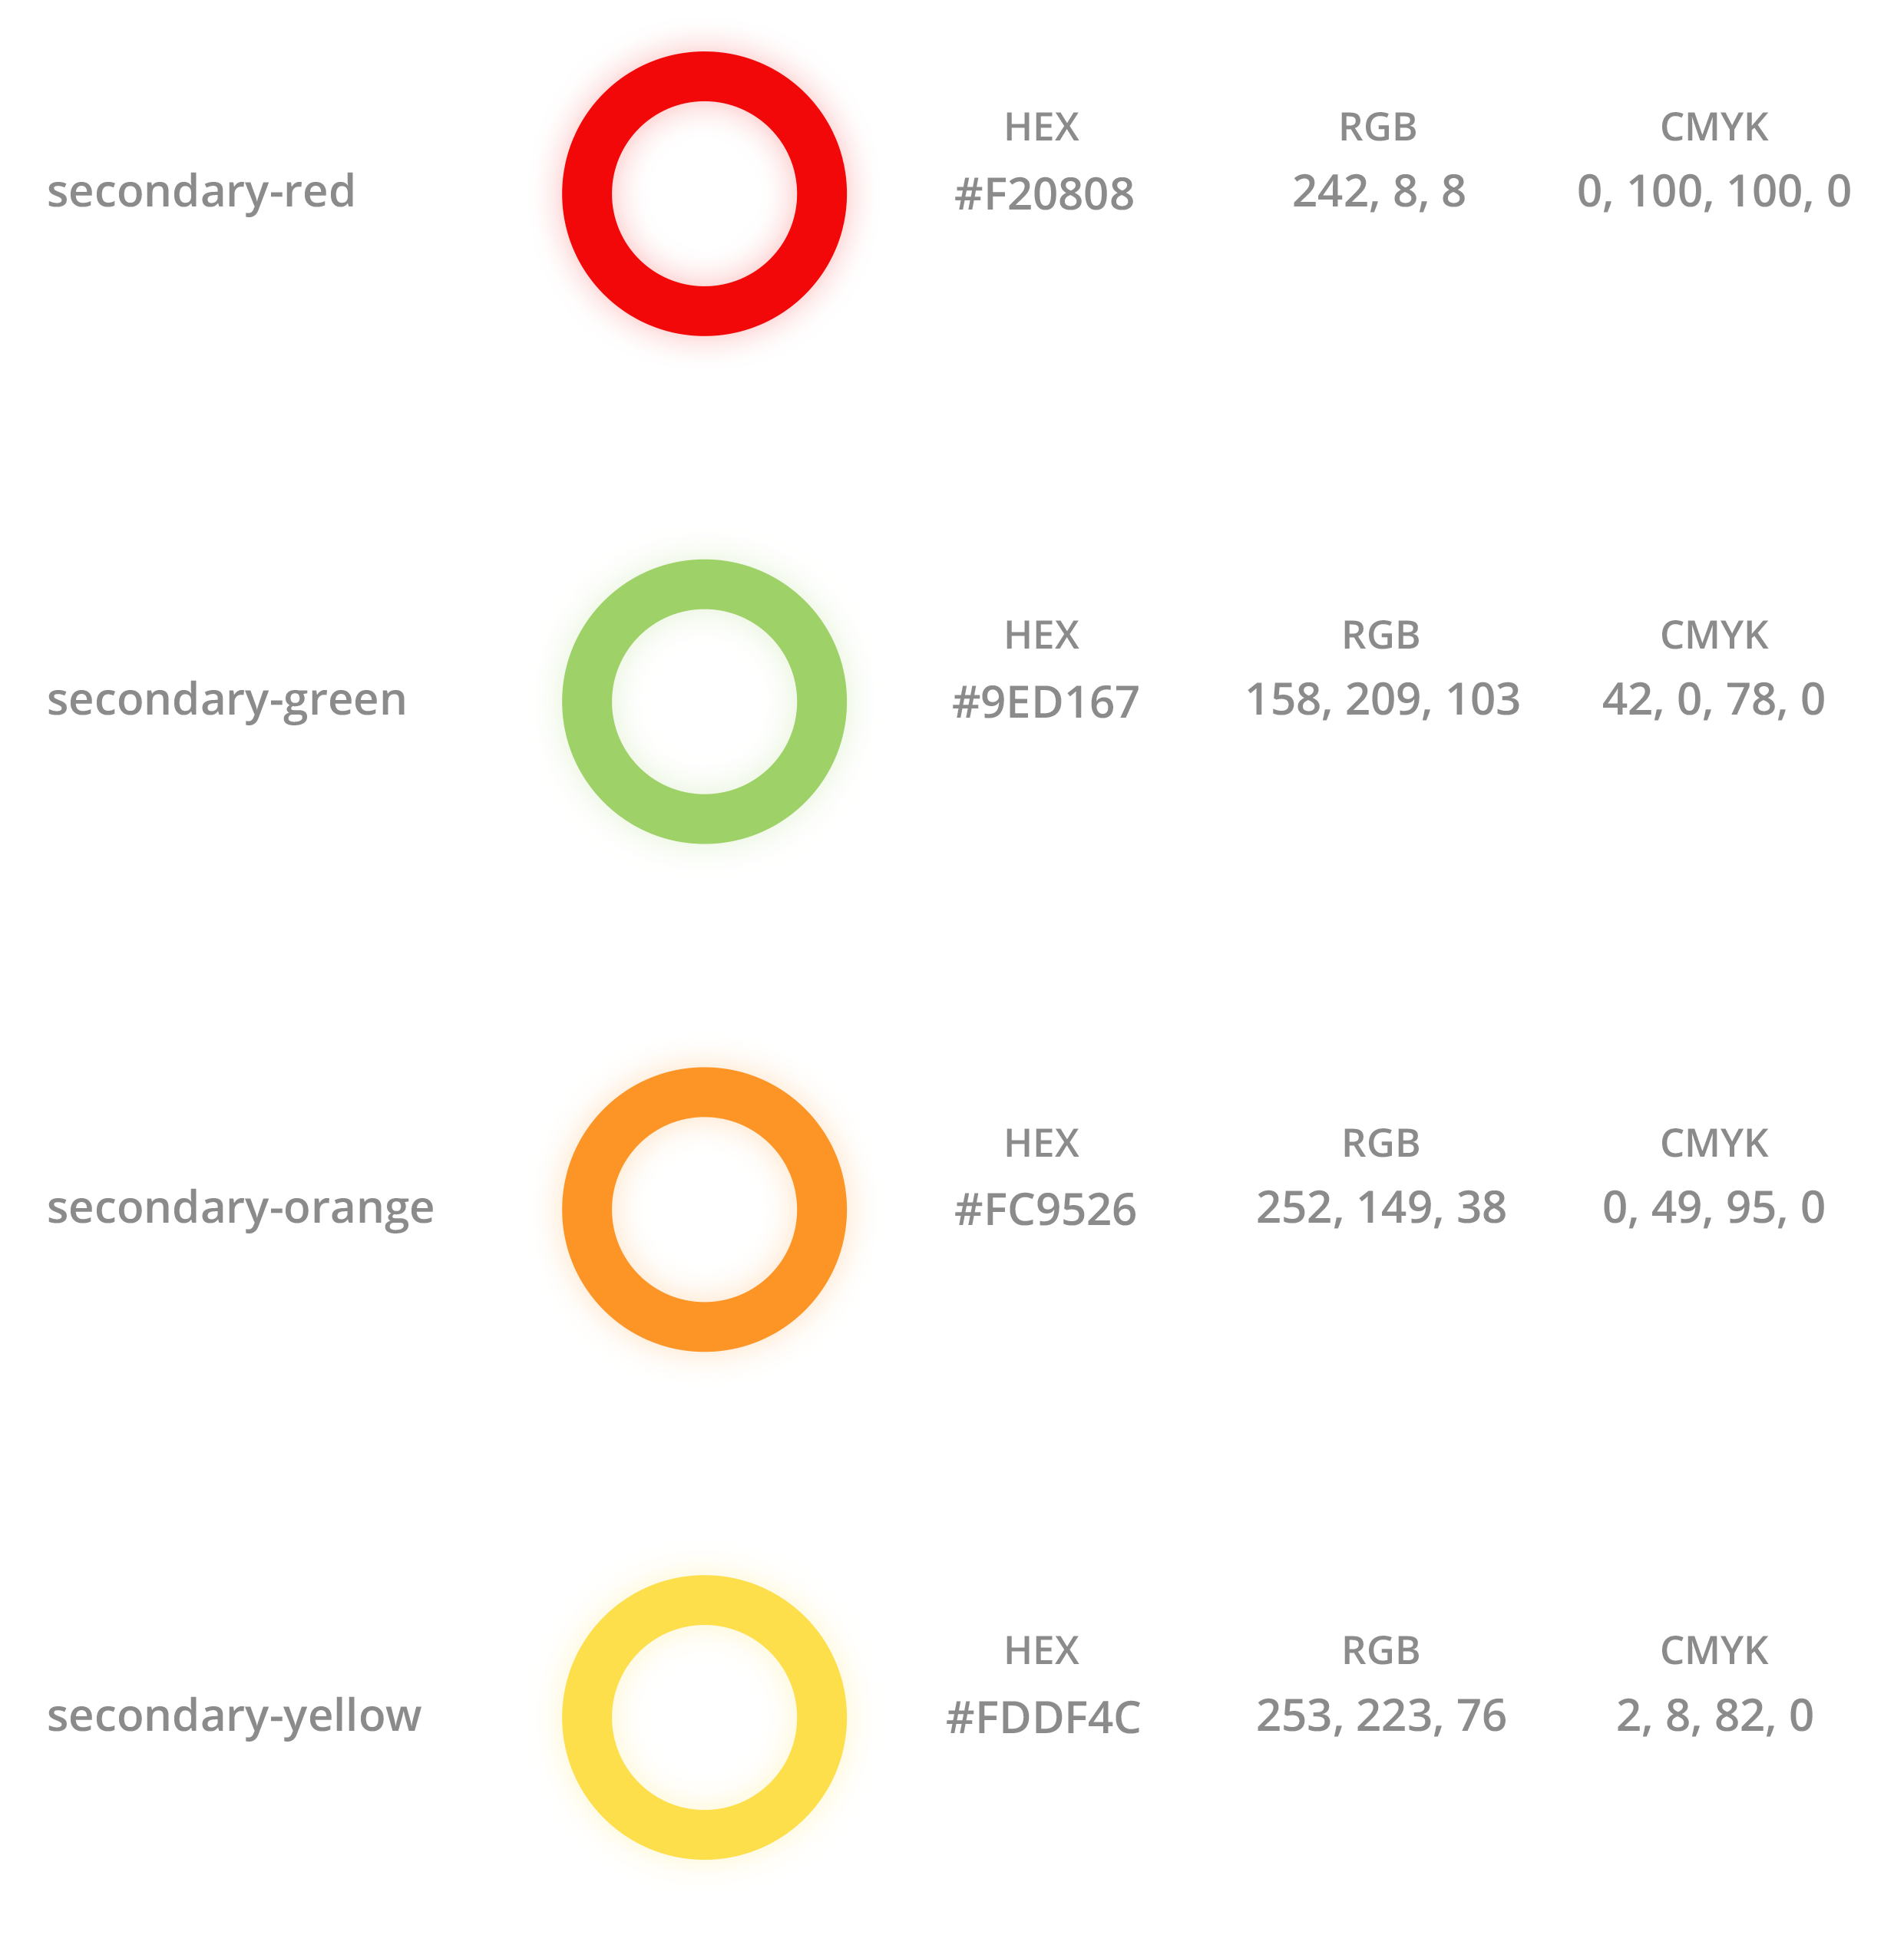 HEX RGB CMYK
secondary-red #F20808 242, 8, 8 0, 100, 100, 0
HEX RGB CMYK
secondary-green #9ED167 158, 209, 103 42, 0, 78, 0
HEX RGB CMYK
secondary-orange #FC9526 252, 149, 38 0, 49, 95, 0
HEX RGB CMYK
secondary-yellow #FDDF4C 253, 223, 76 2, 8, 82, 0